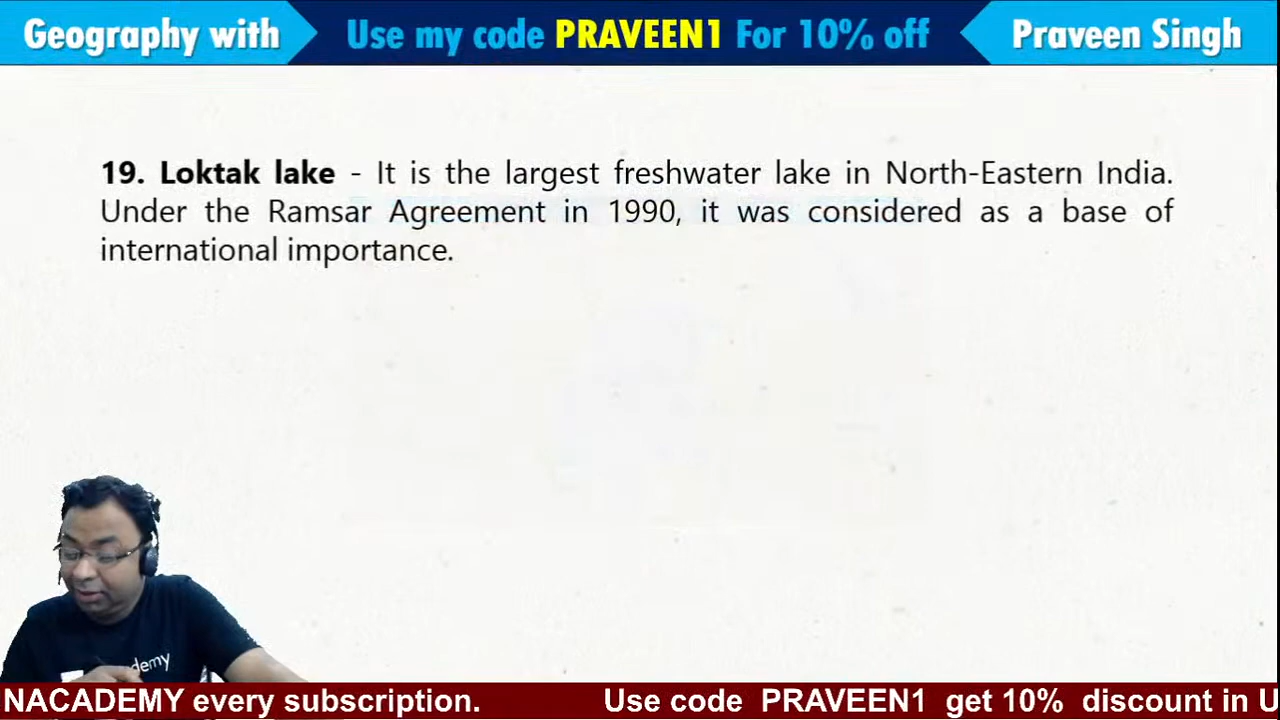 Geography with
Use my code PRAVEEN1 For 10% off
Praveen Singh
19. Loktak lake - It is the largest freshwater lake in North-Eastern India.
Under the Ramsar Agreement in 1990, it was considered as a base of
international importance.
demy
NACADEMY every subscription. Use code PRAVEEN1 get 10% discount in U